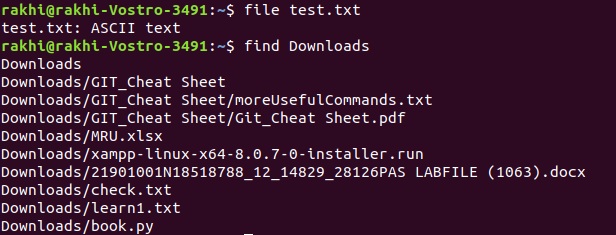 rakhi@rakhi-Vostro-3491:~$ file test.txt
test.txt: ASCII text
rakhi@rakhi-Vostro-3491:~$ find Downloads
Downloads
Downloads/GIT_Cheat Sheet
Downloads/GIT_Cheat Sheet/moreUsefulCommands.txt
Downloads/GIT_Cheat Sheet/Git_Cheat Sheet.pdf
Downloads/MRU.xlsx
Downloads/xampp-linux-x64-8.0.7-0-installer.run
Downloads/21901001N18518788_12_14829_28126PAS LABFILE (1063).docx
Downloads/check.txt
Downloads/learn1.txt
Downloads/book.py